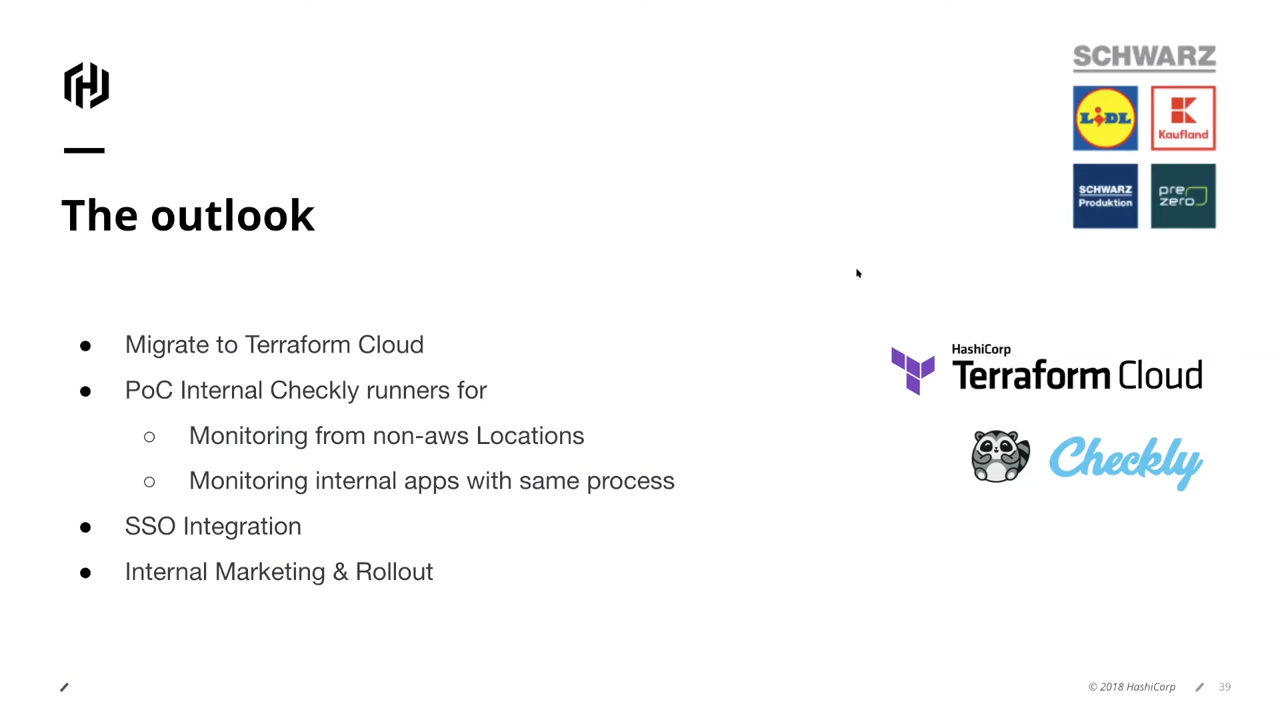 SCHWARZ
LiDL
Kaufland
SCHWARZ
Produktion
pre
zero
The outlook
● Migrate to Terraform Cloud
● PoC Internal Checkly runners for
○ Monitoring from non-aws Locations
○ Monitoring internal apps with same process
● SSO Integration
● Internal Marketing & Rollout
HashiCorp
Terraform Cloud
Checkly
© 2018 HashiCorp
39